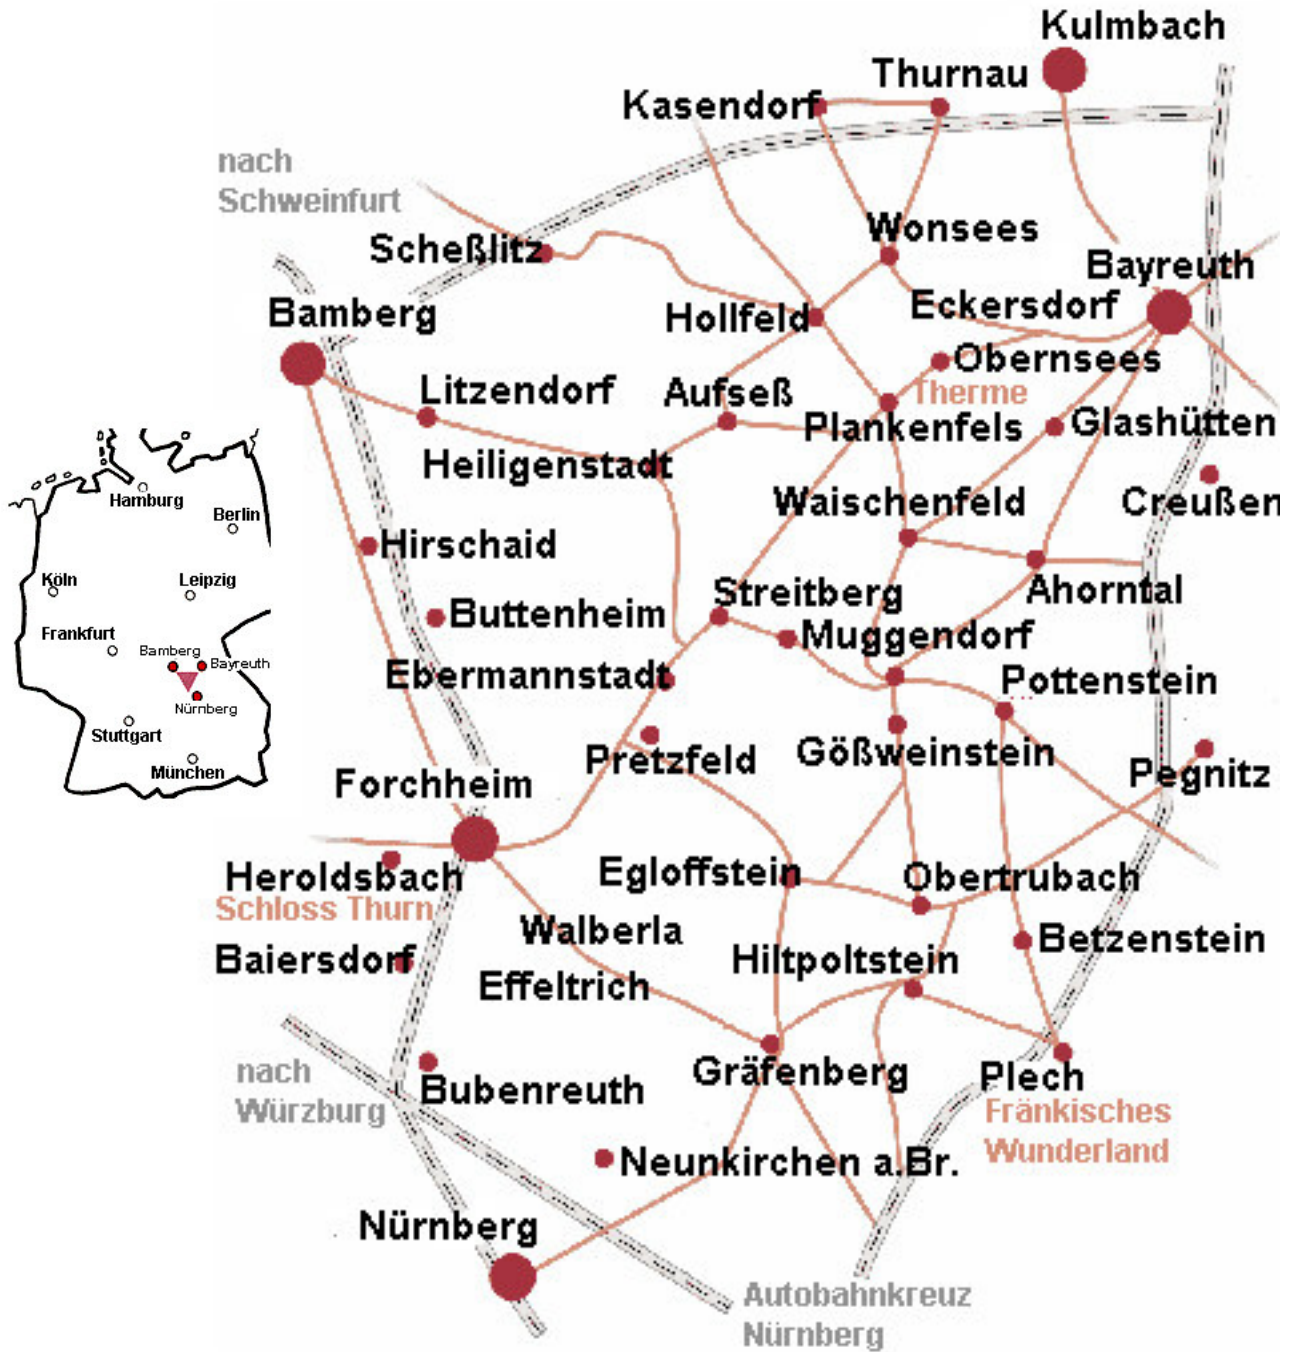 Kulmbach
Thurnau
Kasendorf
nach
Schweinfurt
Wonsees
Scheßlitz
Bayreuth
Bamberg
Eckersdorf
Hollfeld
Obernsees
Therme
Litzendorf
Aufseß
Plankenfels
Glashütten
Heiligenstadt
Waischenfeld
Creußen
Hirschaid
Ahorntal
Streitberg
Buttenheim
Muggendorf
Ebermannstadt
Pottenstein
Pretzfeld
Gößweinstein
Pegnitz
Forchheim
Heroldsbach
Schloss Thurn
Egloffstein
Obertrubach
Walberla
Baiersdorf
Hiltpoltstein
Betzenstein
Effeltrich
nach
Würzburg
Gräfenberg
Plech
Bubenreuth
Fränkisches
Wunderland
Neunkirchen a.Br.
Nürnberg
Autobahnkreuz
Nürnberg
Hamburg
Berlin
Köln
Leipzig
Frankfurt
Bamberg
Bayreuth
Nürnberg
Stuttgart
München